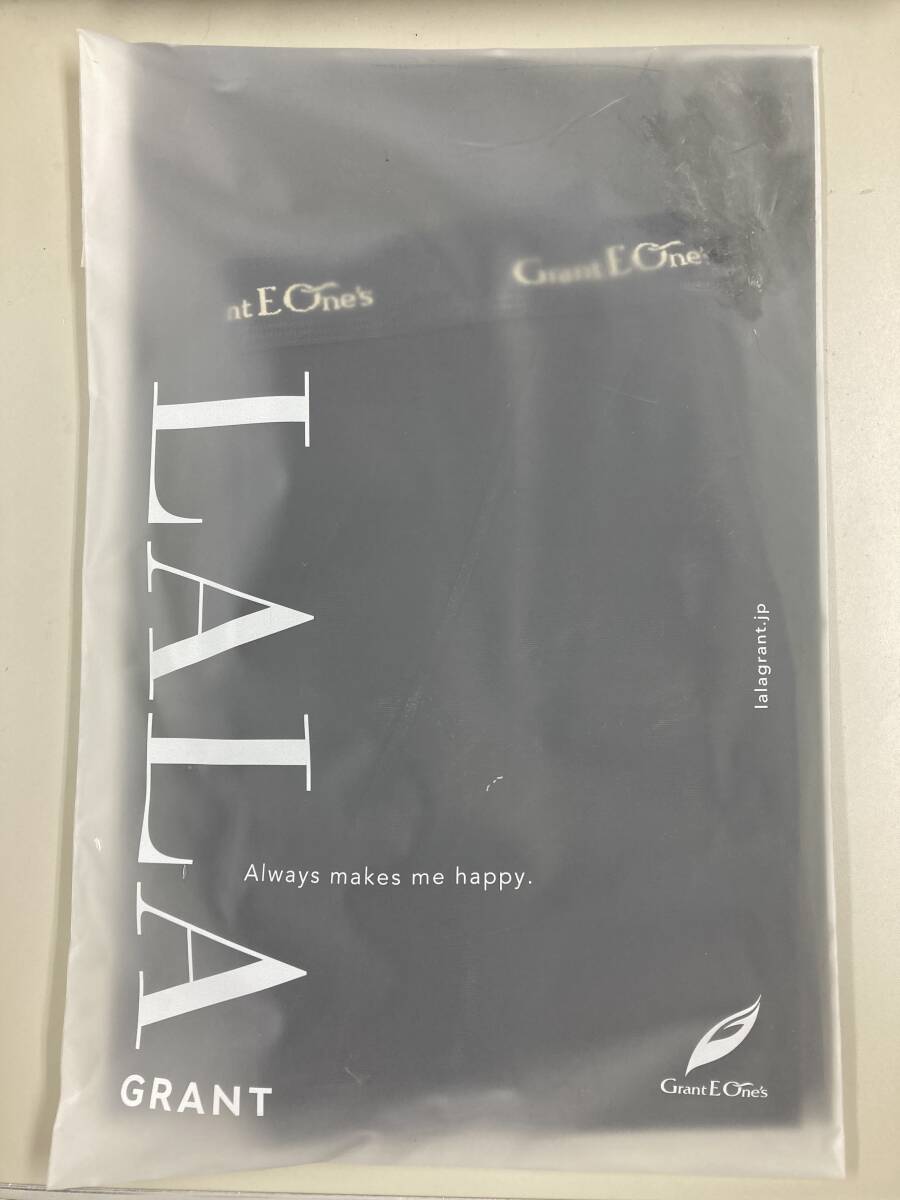 nt E One's
Grant E One's
LALA
GRANT
Always makes me happy.
lalagrant.jp
Grant E One's